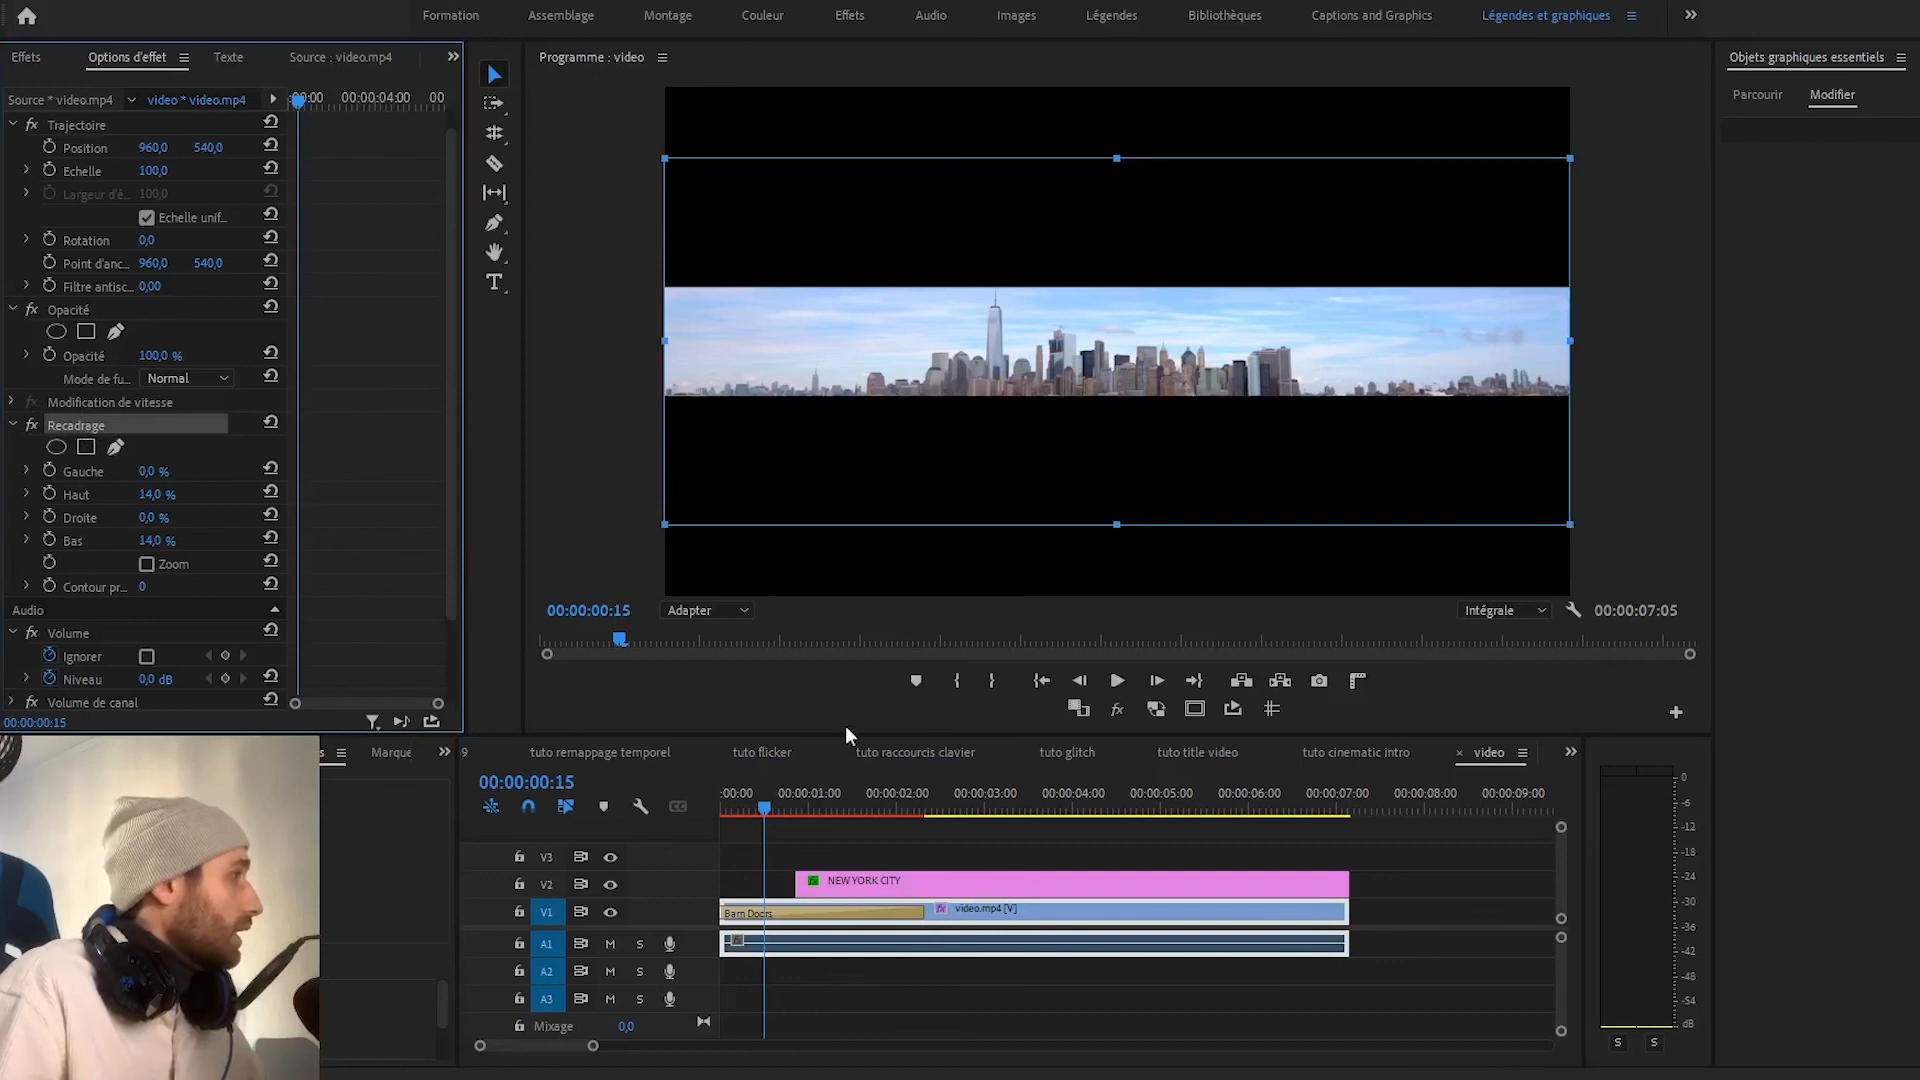 Formation Assemblage Montage Couleur Effets Audio Images Légendes Bibliothèques Captions and Graphics Légendes et graphiques
Effets Options d'effet Texte Source : video.mp4
Source * video.mp4 video * video.mp4 :00:00 00:00:04:00 00
Trajectoire
Position 960,0 540,0
Echelle 100,0
Largeur d'é... 100,0
Echelle unif...
Rotation 0,0
Point d'anc... 960,0 540,0
Filtre antisc... 0,00
fx Opacité
Opacité 100,0 %
Mode de fu... Normal
fx Modification de vitesse
fx Recadrage
Gauche 0,0 %
Haut 14,0 %
Droite 0,0 %
Bas 14,0 %
Zoom
Contour pr... 0
Audio
fx Volume
Ignorer
Niveau 0,0 dB
fx Volume de canal
00:00:00:15
Programme : video
00:00:00:15 Adapter Intégrale 00:00:07:05
Objets graphiques essentiels
Parcourir Modifier
s Marque 9 tuto remappage temporel tuto flicker tuto raccourcis clavier tuto glitch tuto title video tuto cinematic intro × video
00:00:00:15
:00:00 00:00:01:00 00:00:02:00 00:00:03:00 00:00:04:00 00:00:05:00 00:00:06:00 00:00:07:00 00:00:08:00 00:00:09:00
V3
V2 fx NEW YORK CITY
V1 Barn Doors fx video.mp4 [V]
A1 M S fx
A2 M S
A3 M S
Mixage 0,0
0
-6
-12
-18
-24
-30
-36
-42
-48
-54
dB
S S